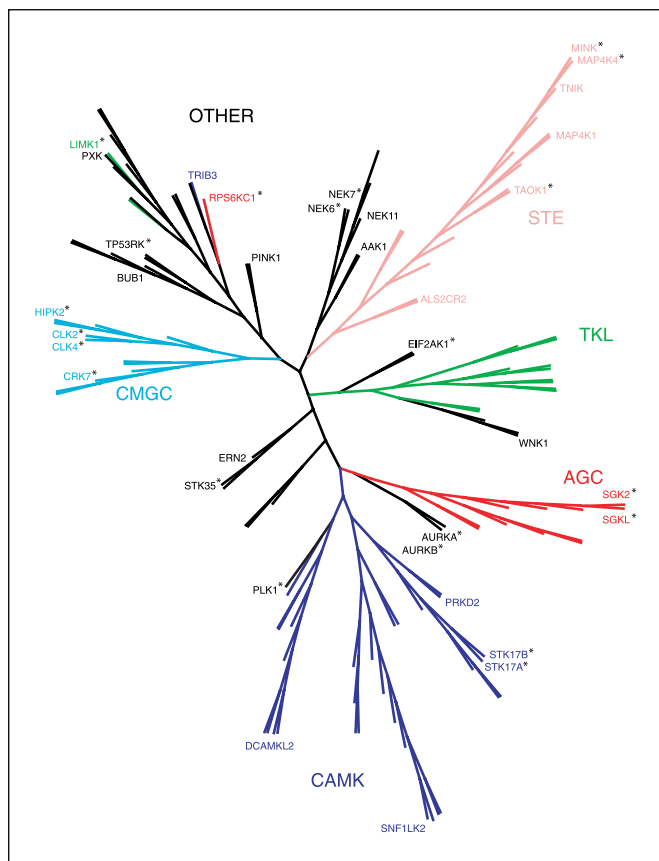 MINK*
MAP4K4*
TNIK
OTHER
MAP4K1
LIMK1*
PXK
TRIB3
RPS6KC1*
NEK7*
NEK6*
NEK11
TAOK1*
STE
TP53RK*
BUB1
PINK1
AAK1
ALS2CR2
HIPK2*
CLK2*
CLK4*
EIF2AK1*
TKL
CRK7*
CMGC
WNK1
ERN2
STK35*
AGC
SGK2*
SGKL*
AURKA*
AURKB*
PLK1*
PRKD2
STK17B*
STK17A*
DCAMKL2
CAMK
SNF1LK2